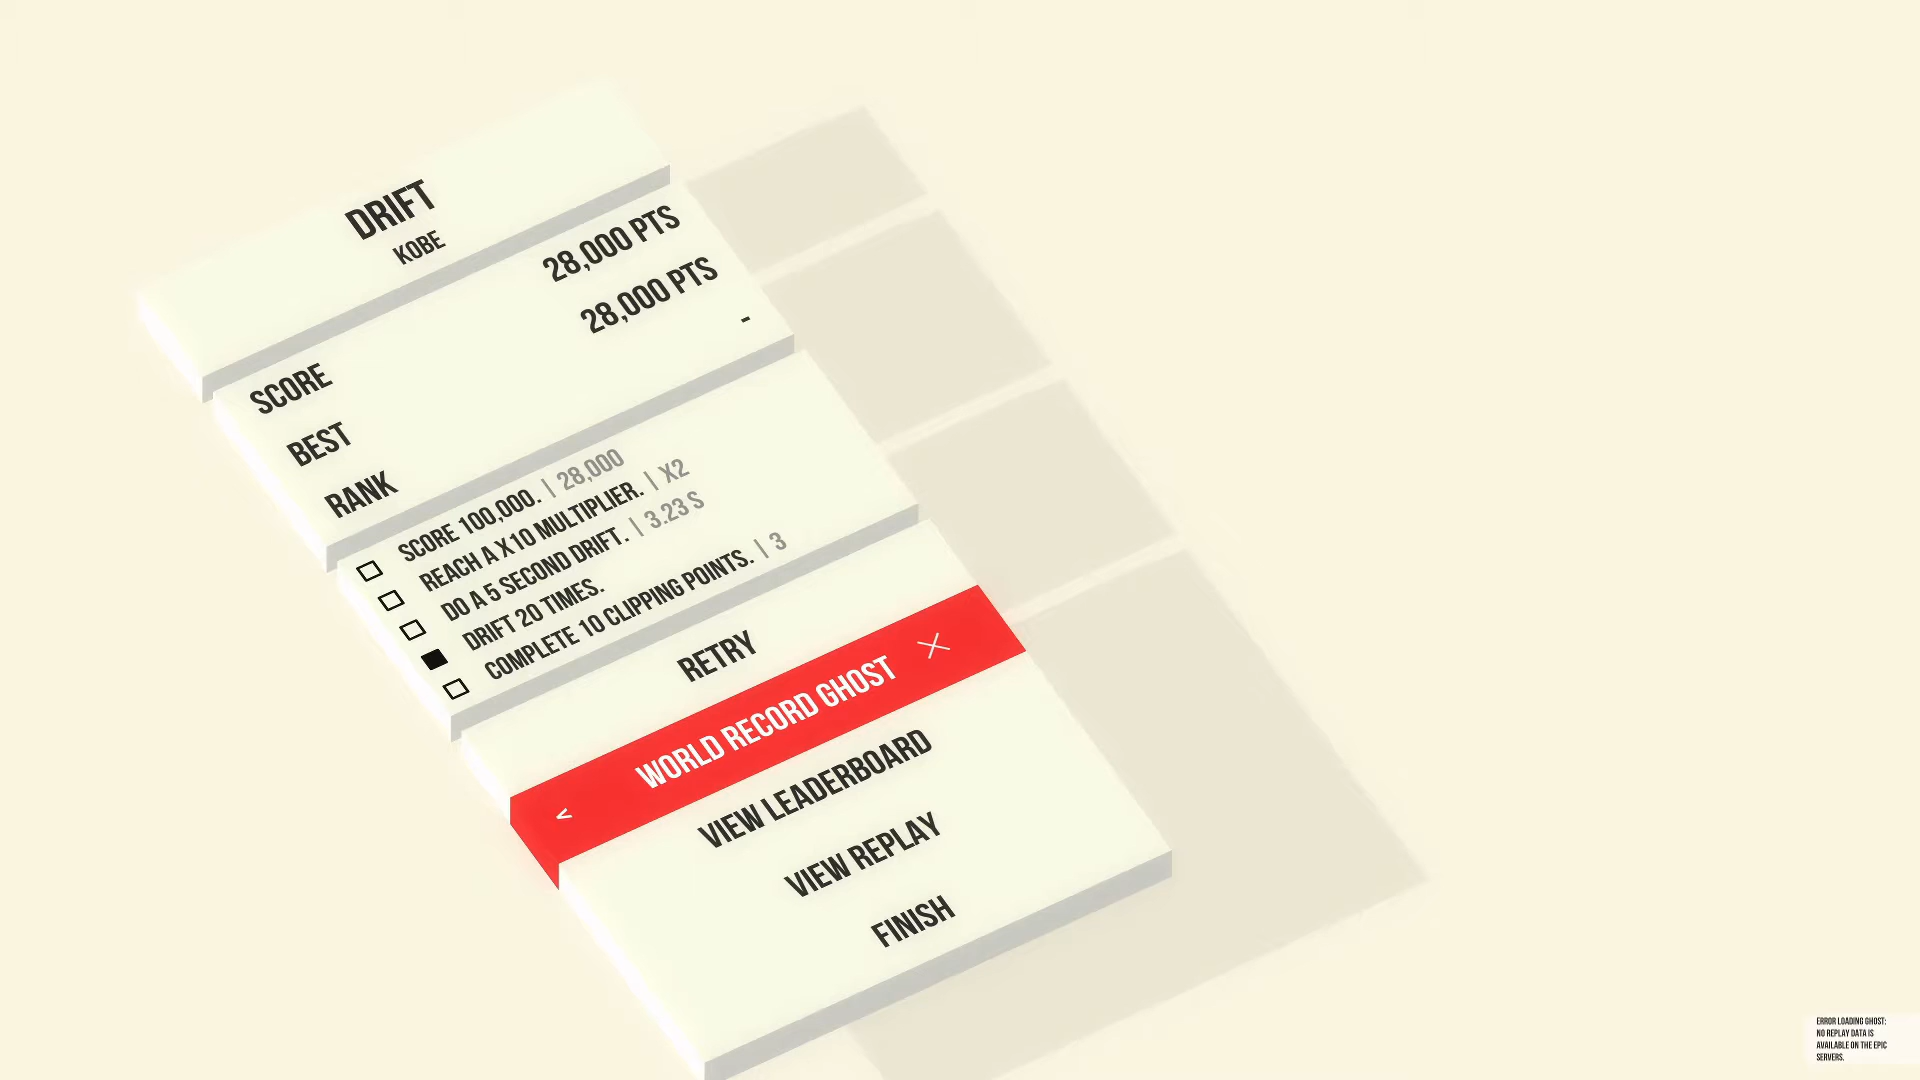 DRIFT
KOBE
SCORE 28,000 PTS
BEST 28,000 PTS
RANK -
SCORE 100,000. | 28,000
REACH A X10 MULTIPLIER. | X2
DO A 5 SECOND DRIFT. | 3.23 S
DRIFT 20 TIMES.
COMPLETE 10 CLIPPING POINTS. | 3
RETRY
< WORLD RECORD GHOST
VIEW LEADERBOARD
VIEW REPLAY
FINISH
ERROR LOADING GHOST:
NO REPLAY DATA IS
AVAILABLE ON THE EPIC
SERVERS.